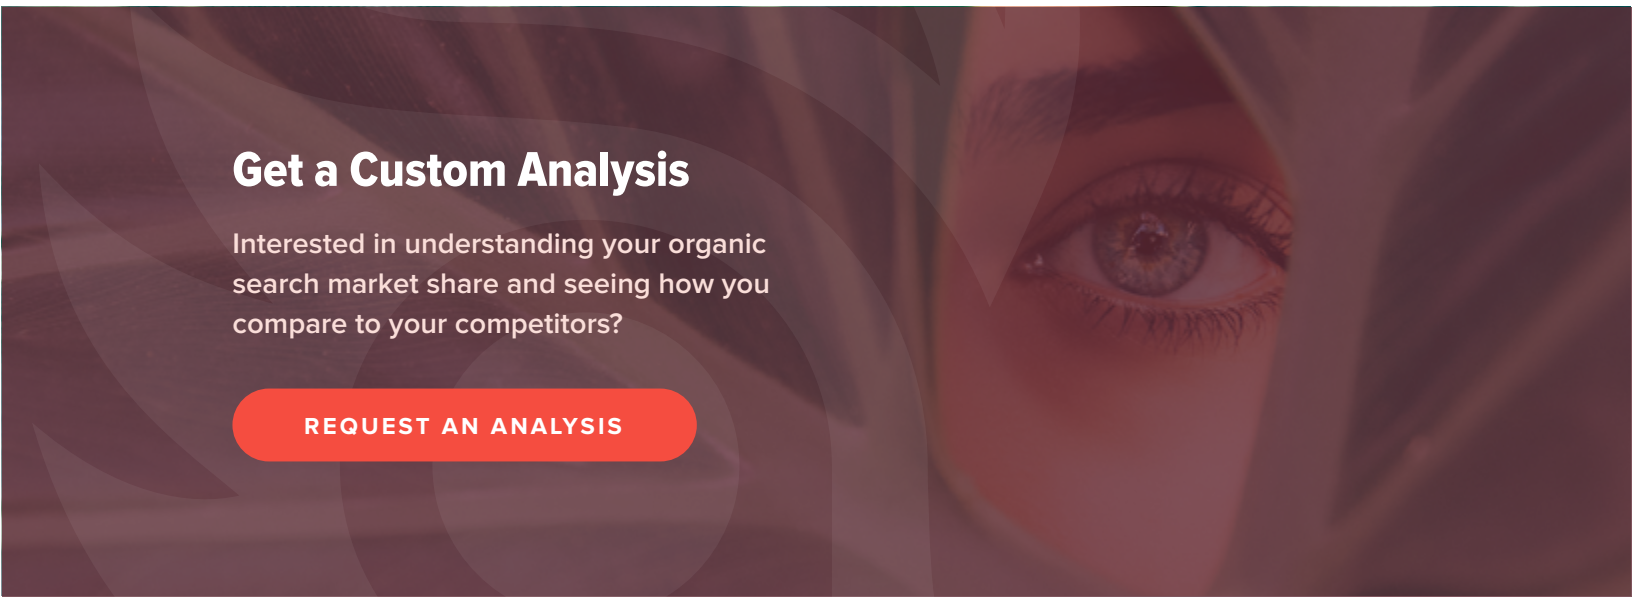 Get a Custom Analysis
Interested in understanding your organic
search market share and seeing how you
compare to your competitors?
REQUEST AN ANALYSIS